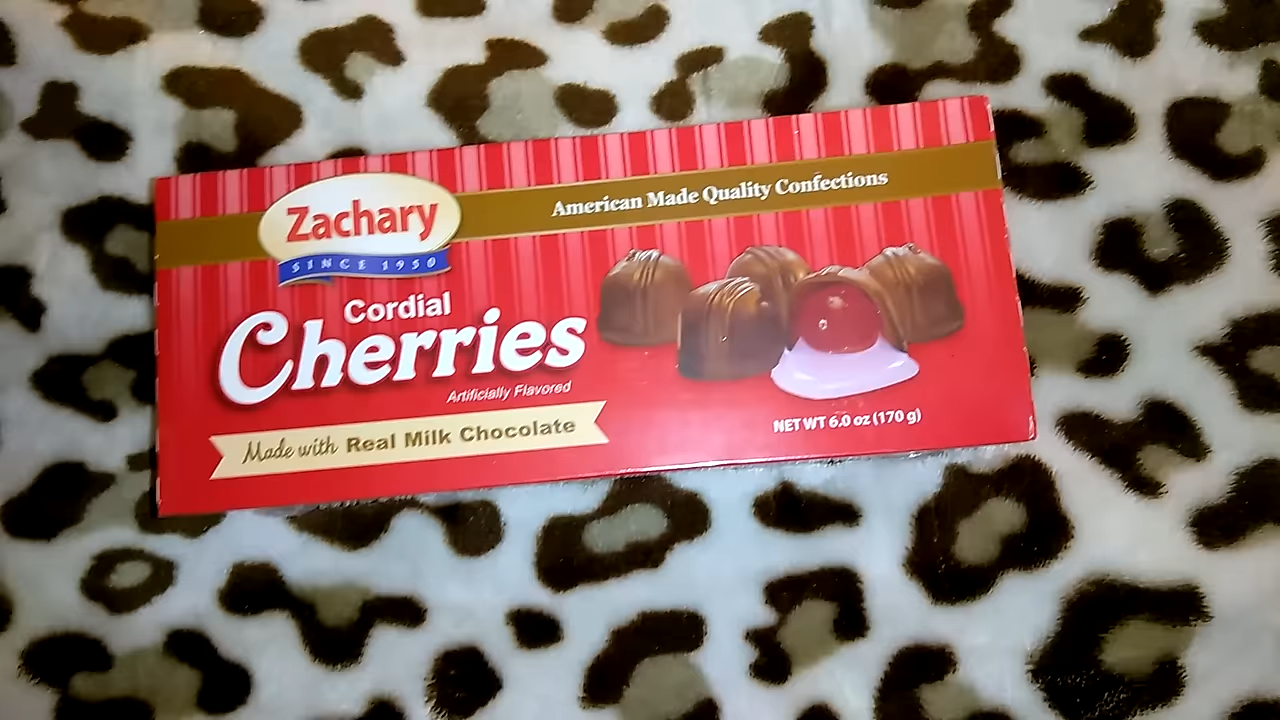 Zachary
SINCE 1950
American Made Quality Confections
Cordial
Cherries
Artificially Flavored
Made with Real Milk Chocolate
NET WT 6.0 oz (170 g)